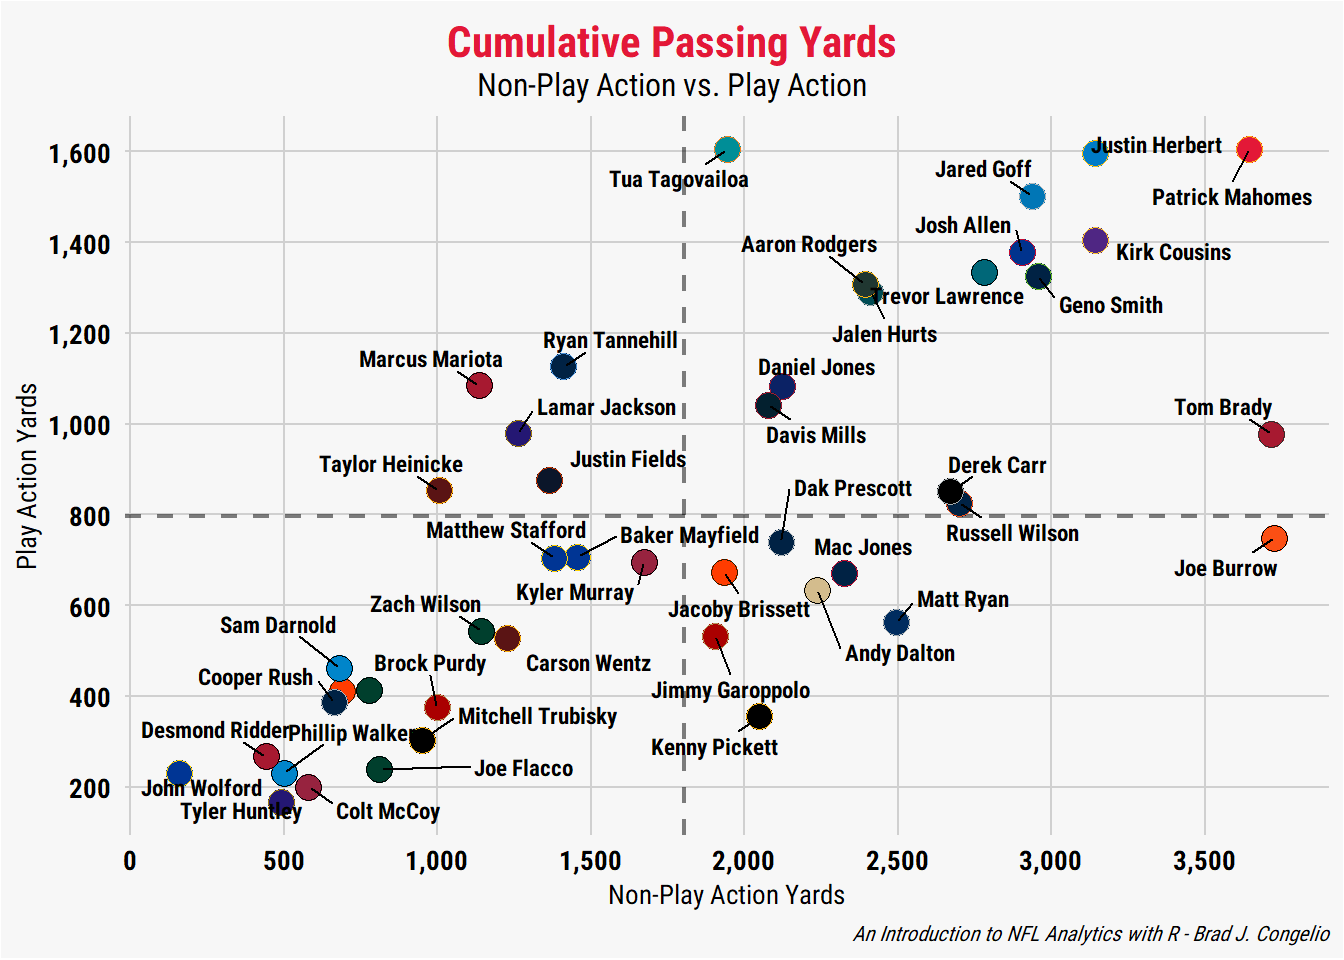 Cumulative Passing Yards
Non-Play Action vs. Play Action
1,600
1,400
1,200
1,000
800
600
400
200
Play Action Yards
Justin Herbert
Tua Tagovailoa
Jared Goff
Patrick Mahomes
Josh Allen
Aaron Rodgers
Kirk Cousins
Trevor Lawrence
Geno Smith
Jalen Hurts
Ryan Tannehill
Marcus Mariota
Daniel Jones
Lamar Jackson
Tom Brady
Davis Mills
Justin Fields
Taylor Heinicke
Derek Carr
Dak Prescott
Matthew Stafford
Baker Mayfield
Russell Wilson
Mac Jones
Joe Burrow
Kyler Murray
Matt Ryan
Zach Wilson
Jacoby Brissett
Sam Darnold
Andy Dalton
Brock Purdy
Carson Wentz
Cooper Rush
Jimmy Garoppolo
Mitchell Trubisky
Desmond Ridder
Phillip Walker
Kenny Pickett
Joe Flacco
John Wolford
Tyler Huntley
Colt McCoy
0 500 1,000 1,500 2,000 2,500 3,000 3,500
Non-Play Action Yards
An Introduction to NFL Analytics with R - Brad J. Congelio